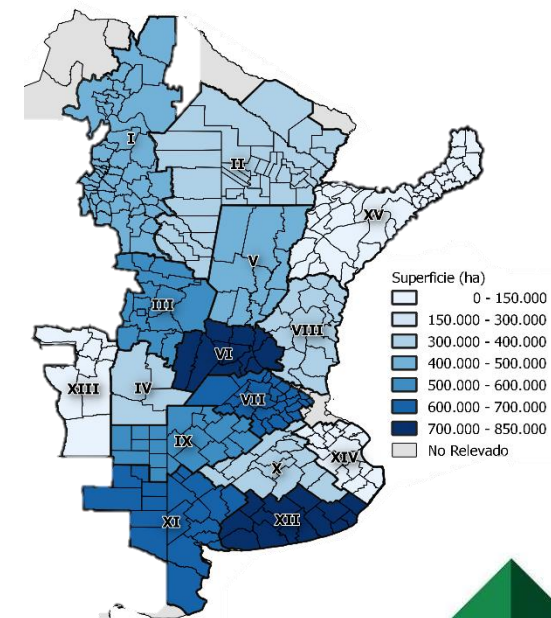 I
II
XV
V
III
VIII
VI
XIII
IV
VII
IX
X
XIV
XI
XII
Superficie (ha)
0 - 150.000
150.000 - 300.000
300.000 - 400.000
400.000 - 500.000
500.000 - 600.000
600.000 - 700.000
700.000 - 850.000
No Relevado